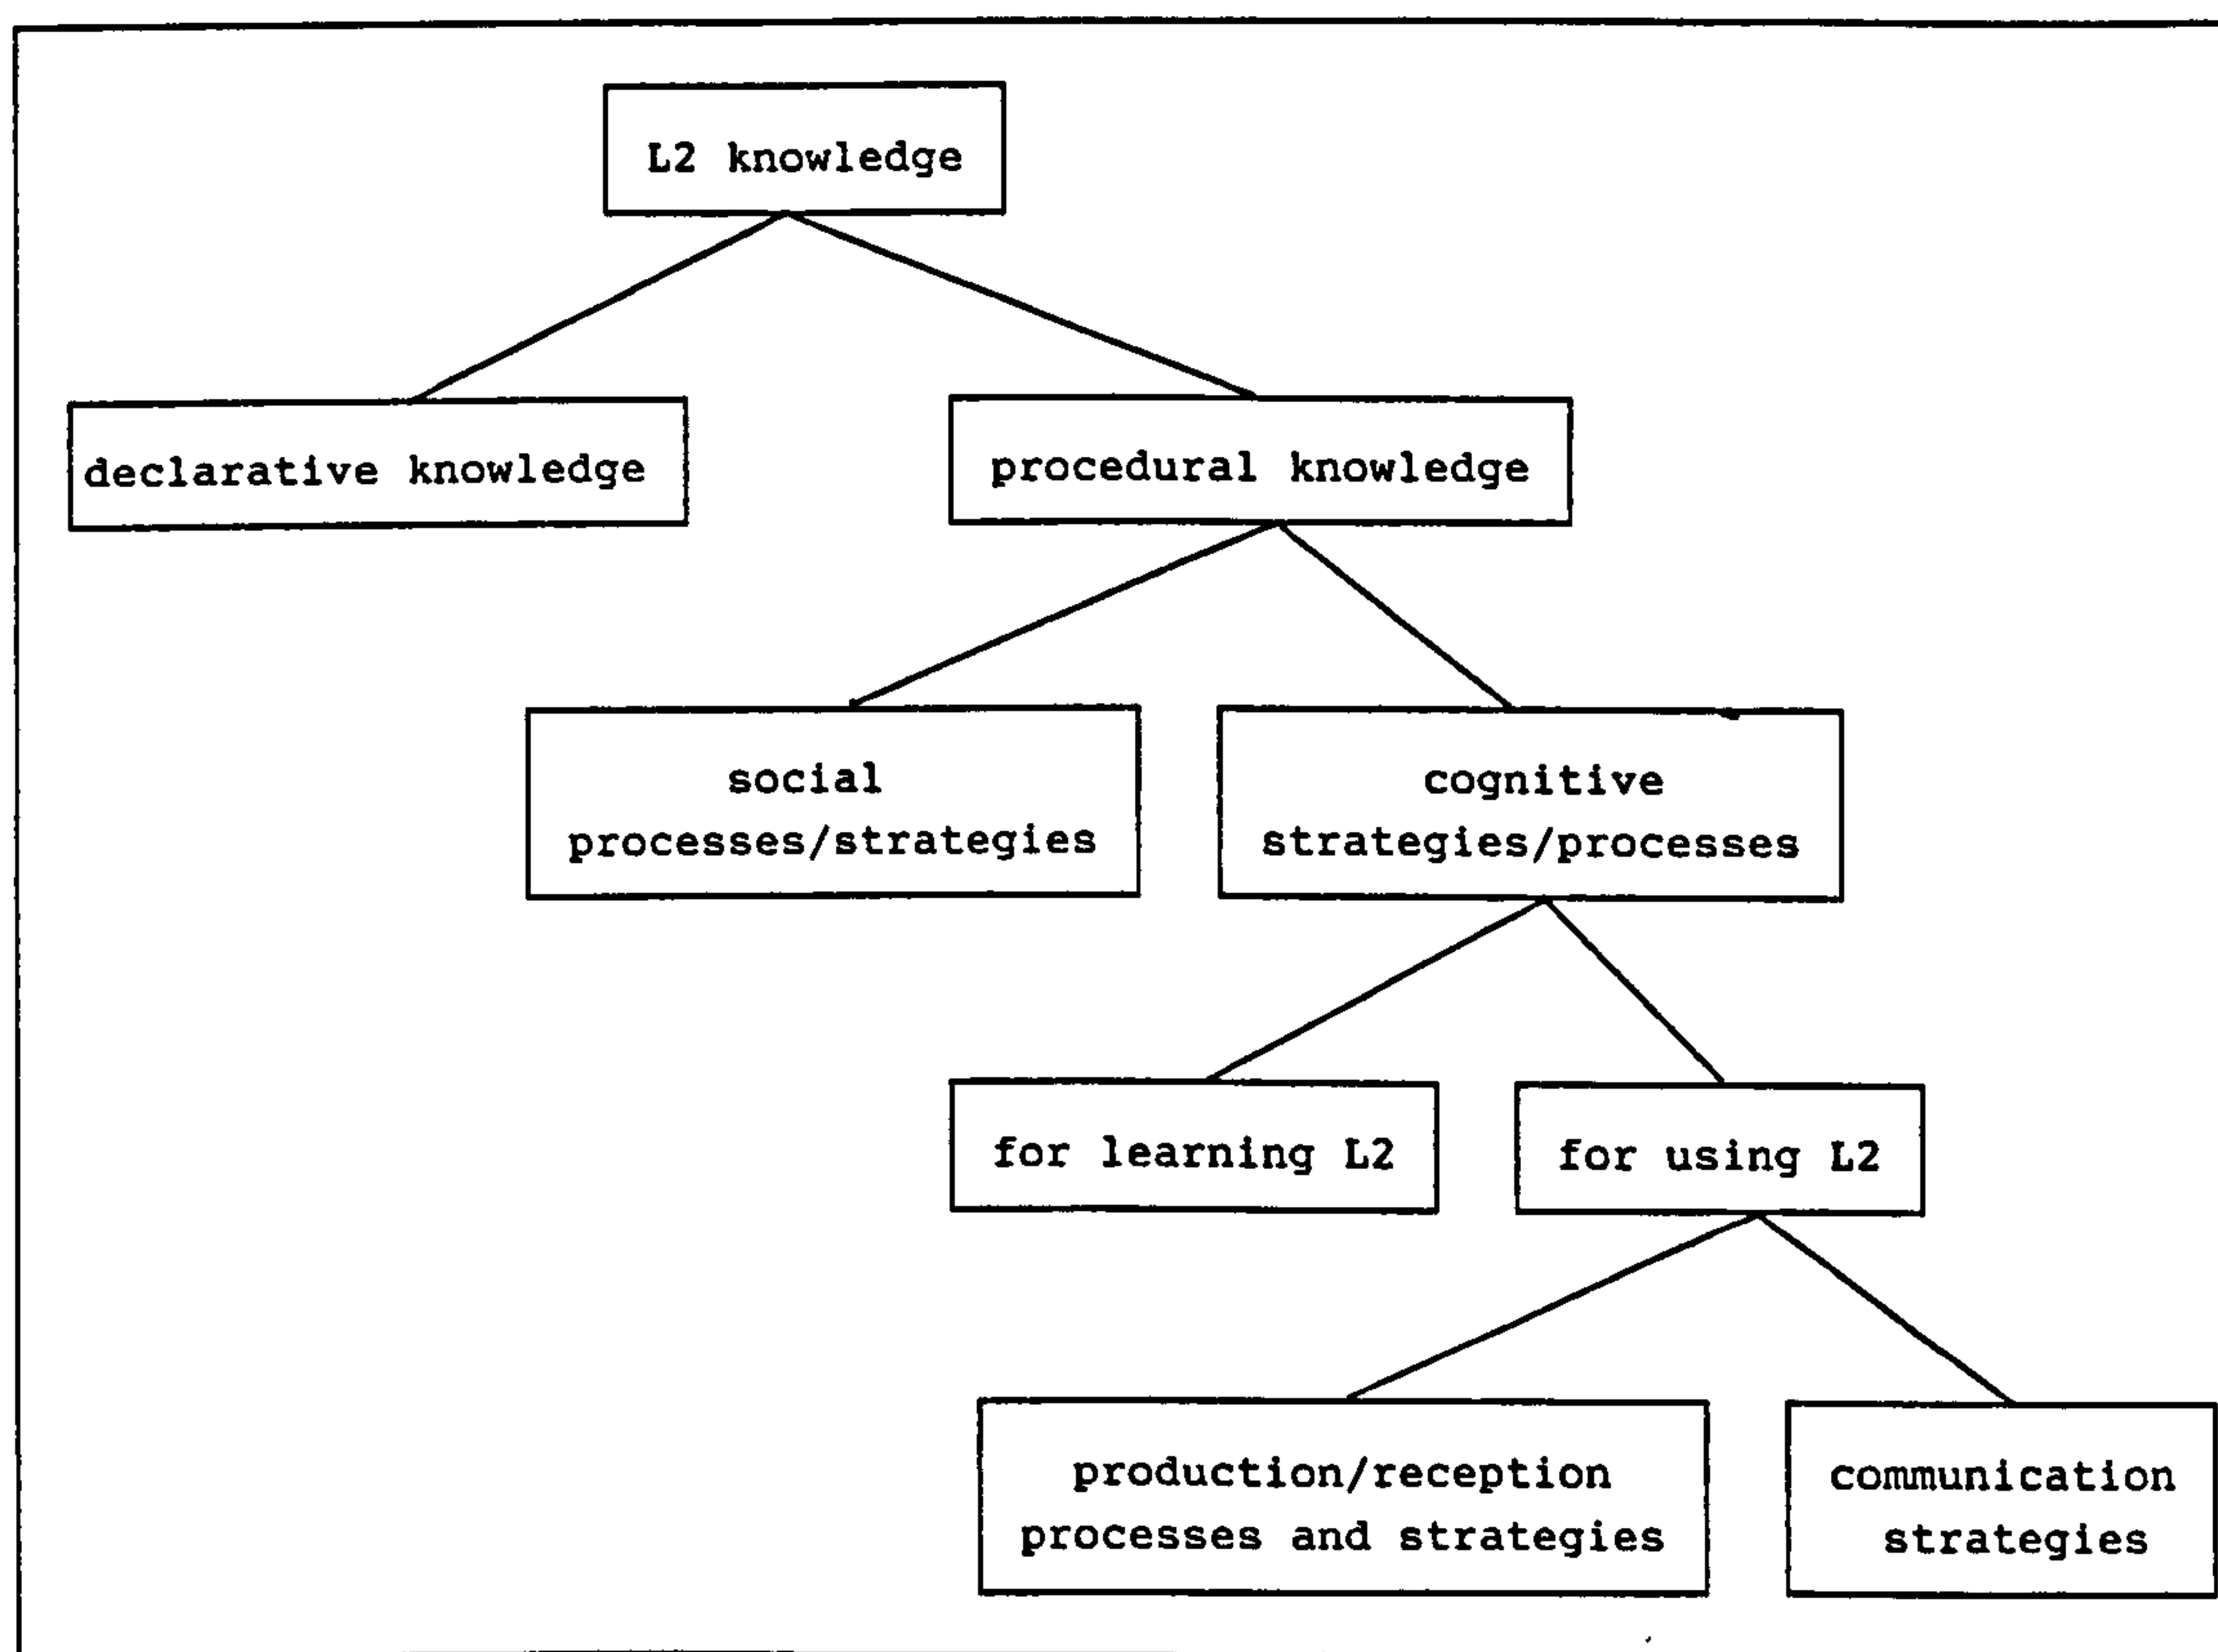 L2 knowledge
declarative knowledge
procedural knowledge
social
processes/strategies
cognitive
strategies/processes
for learning L2
for using L2
production/reception
processes and strategies
communication
strategies